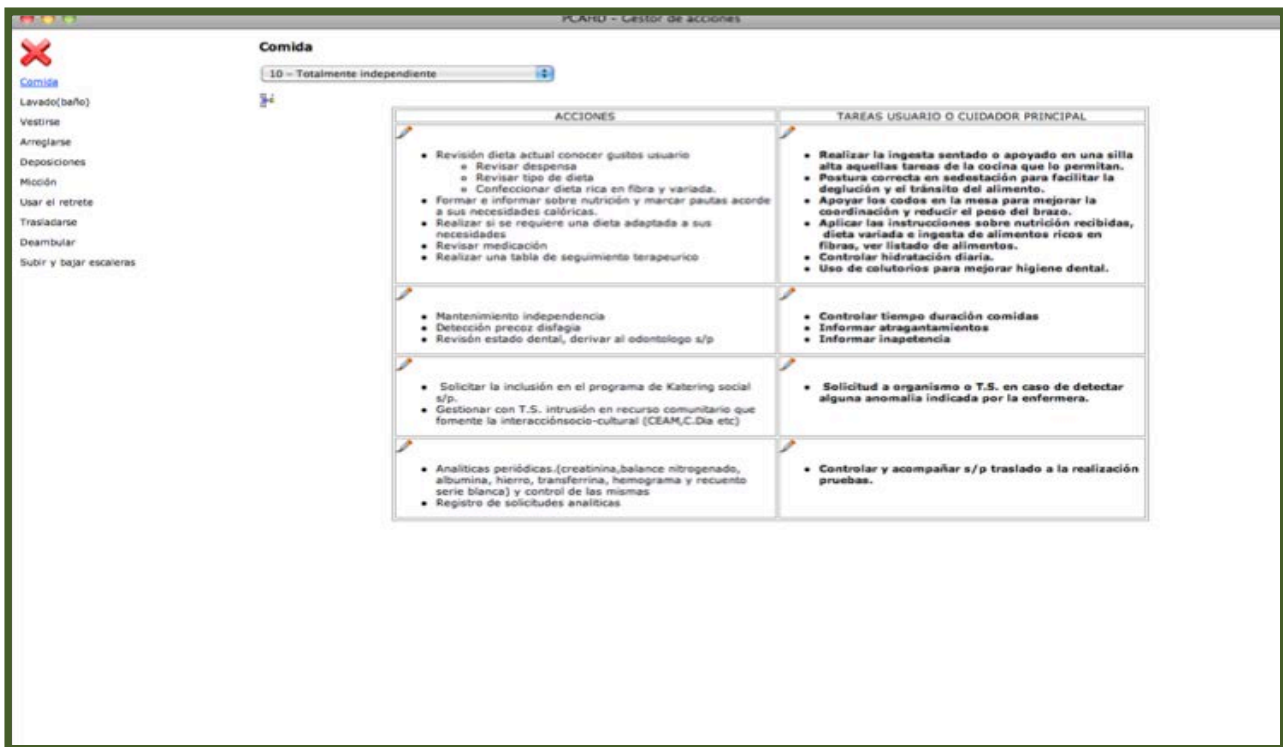 PCARD - Gestor de acciones
Comida
Lavado(baño)
Vestirse
Arreglarse
Deposiciones
Micción
Usar el retrete
Trasladarse
Deambular
Subir y bajar escaleras
Comida
10 - Totalmente independiente
ACCIONES
Revisión dieta actual conocer gustos usuario
Revisar despensa
Revisar tipo de dieta
Confeccionar dieta rica en fibra y variada.
Formar e informar sobre nutrición y marcar pautas acorde
a sus necesidades calóricas.
Realizar si se requiere una dieta adaptada a sus
necesidades
Revisar medicación
Realizar una tabla de seguimiento terapeurico
TAREAS USUARIO O CUIDADOR PRINCIPAL
Realizar la ingesta sentado o apoyado en una silla
alta aquellas tareas de la cocina que lo permitan.
Postura correcta en sedestación para facilitar la
deglución y el tránsito del alimento.
Apoyar los codos en la mesa para mejorar la
coordinación y reducir el peso del brazo.
Aplicar las instrucciones sobre nutrición recibidas,
dieta variada e ingesta de alimentos ricos en
fibras, ver listado de alimentos.
Controlar hidratación diaria.
Uso de colutorios para mejorar higiene dental.
Mantenimiento independencia
Detección precoz disfagia
Revisón estado dental, derivar al odontologo s/p
Controlar tiempo duración comidas
Informar atragantamientos
Informar inapetencia
Solicitar la inclusión en el programa de Katering social
s/p.
Gestionar con T.S. intrusión en recurso comunitario que
fomente la interacciónsocio-cultural (CEAM,C.Dia etc)
Solicitud a organismo o T.S. en caso de detectar
alguna anomalia indicada por la enfermera.
Analíticas periódicas.(creatinina,balance nitrogenado,
albumina, hierro, transferrina, hemograma y recuento
serie blanca) y control de las mismas
Registro de solicitudes analíticas
Controlar y acompañar s/p traslado a la realización
pruebas.